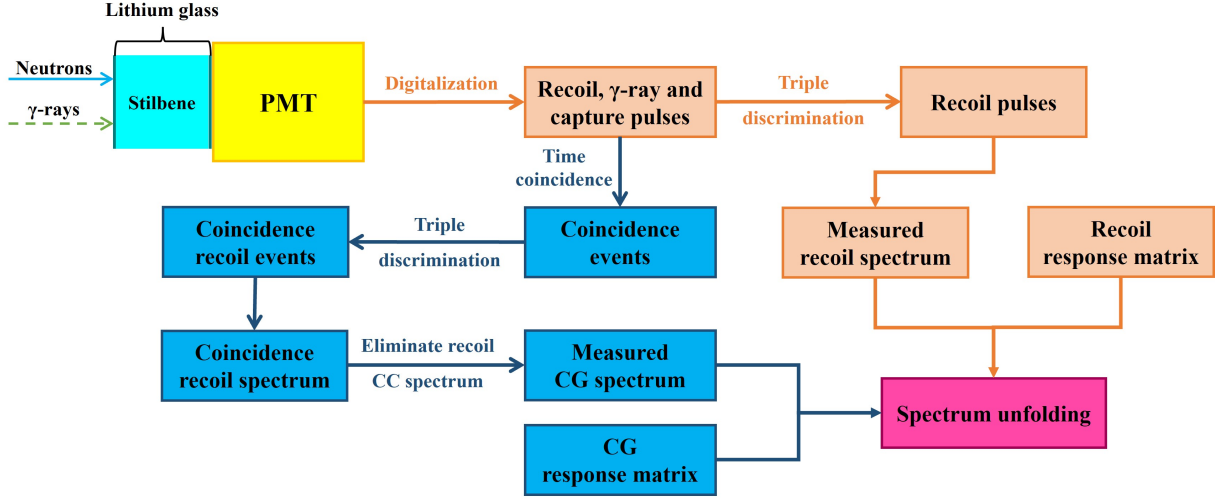 Lithium glass
Neutrons
γ-rays
Stilbene
PMT
Digitalization
Recoil, γ-ray and
capture pulses
Triple
discrimination
Recoil pulses
Time
coincidence
Coincidence
recoil events
Triple
discrimination
Coincidence
events
Measured
recoil spectrum
Recoil
response matrix
Coincidence
recoil spectrum
Eliminate recoil
CC spectrum
Measured
CG spectrum
Spectrum unfolding
CG
response matrix